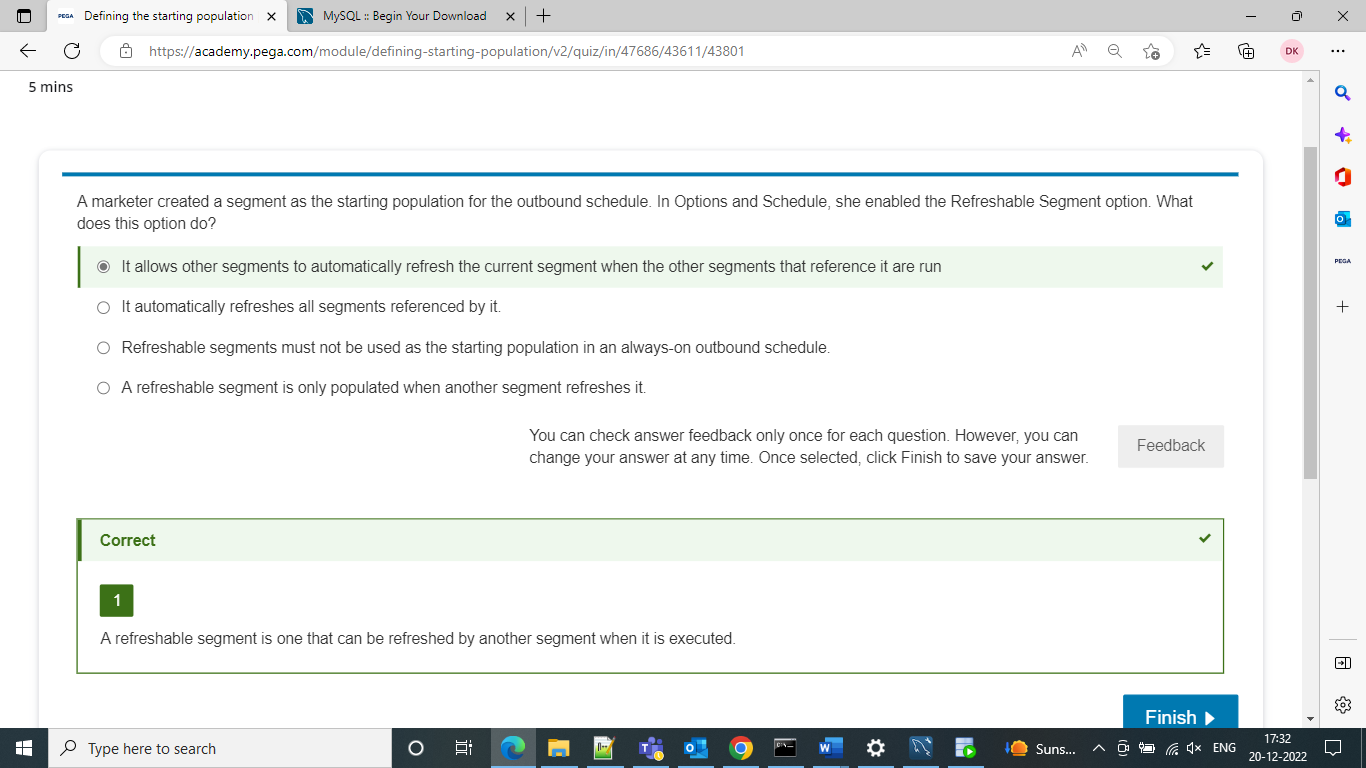 PEGA Defining the starting population
MySQL :: Begin Your Download
https://academy.pega.com/module/defining-starting-population/v2/quiz/in/47686/43611/43801
DK
5 mins
A marketer created a segment as the starting population for the outbound schedule. In Options and Schedule, she enabled the Refreshable Segment option. What
does this option do?
It allows other segments to automatically refresh the current segment when the other segments that reference it are run
It automatically refreshes all segments referenced by it.
Refreshable segments must not be used as the starting population in an always-on outbound schedule.
A refreshable segment is only populated when another segment refreshes it.
You can check answer feedback only once for each question. However, you can
change your answer at any time. Once selected, click Finish to save your answer.
Feedback
Correct
1
A refreshable segment is one that can be refreshed by another segment when it is executed.
Finish
PEGA
Type here to search
Suns...
ENG
17:32
20-12-2022